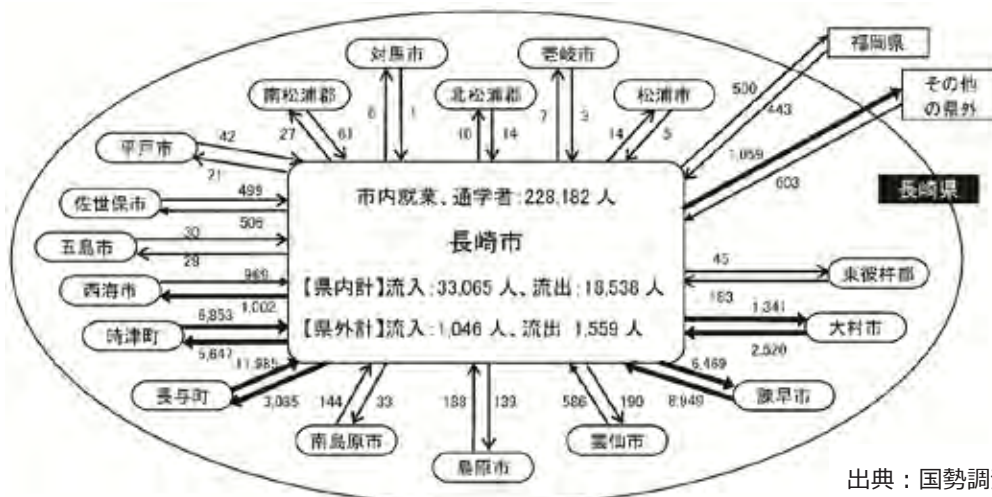 対馬市
壱岐市
福岡県
その他
の県外
南松浦郡
北松浦郡
松浦市
平戸市
佐世保市
五島市
西海市
時津町
長与町
南島原市
島原市
雲仙市
諫早市
大村市
東彼杵郡
長崎県
市内就業、通学者:228,182 人
長崎市
【県内計】流入:33,065 人、流出:18,538 人
【県外計】流入:1,046 人、流出 1,559 人
42
21
27
61
1
14
14
5
500
443
1,059
603
499
506
30
29
969
1,002
6,853
5,647
11,985
144
33
188
139
586
190
6,469
8,949
1,341
2,520
45
183
出典：国勢調